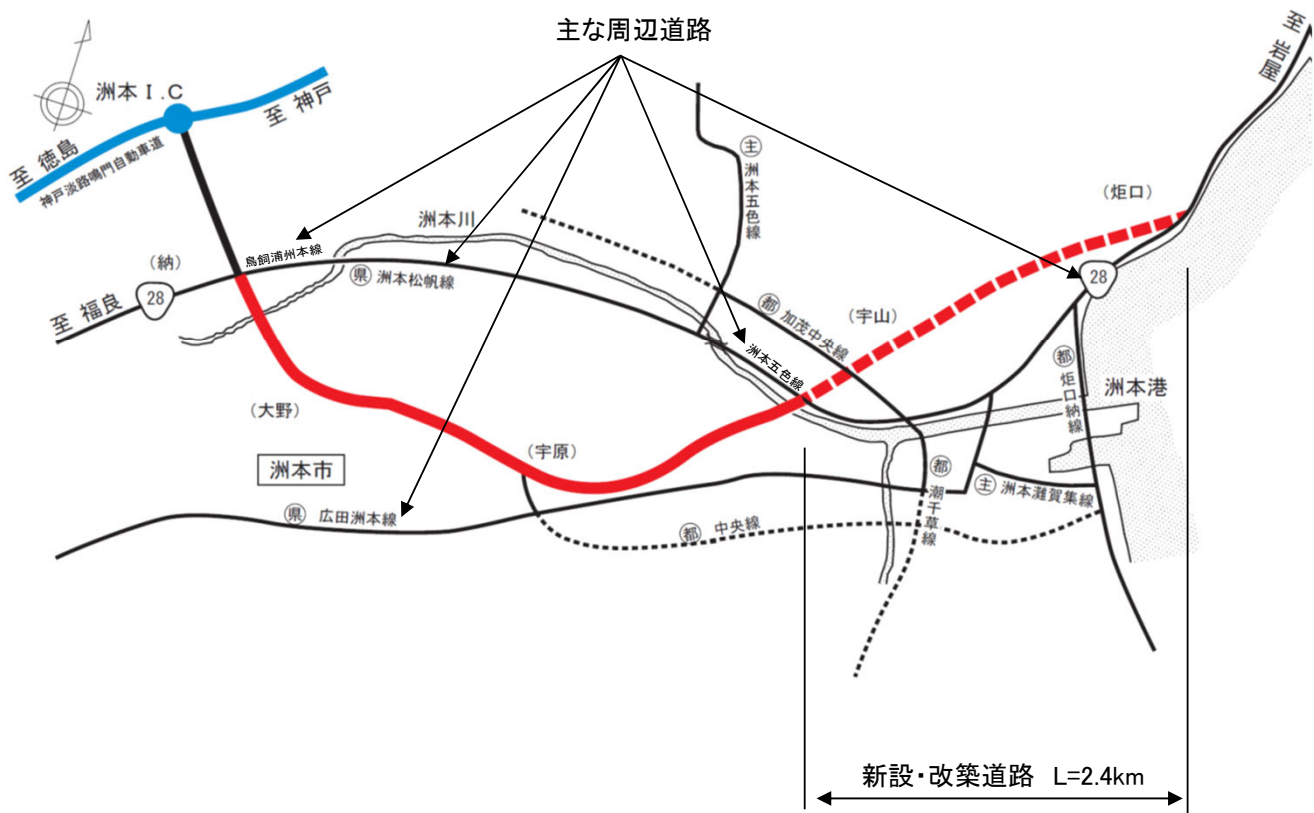 主な周辺道路
至 岩屋
洲本 I.C
至 神戸
至 徳島
神戸淡路鳴門自動車道
㊟洲本五色線
(炬口)
洲本川
(納)
鳥飼浦州本線
県 洲本松帆線
28
至 福良
28
都 加茂中央線
(宇山)
洲本五色線
都 炬口納線
洲本港
(大野)
(宇原)
洲本市
都 潮干草線
主 洲本灘賀集線
県 広田洲本線
都 中央線
新設・改築道路 L=2.4km